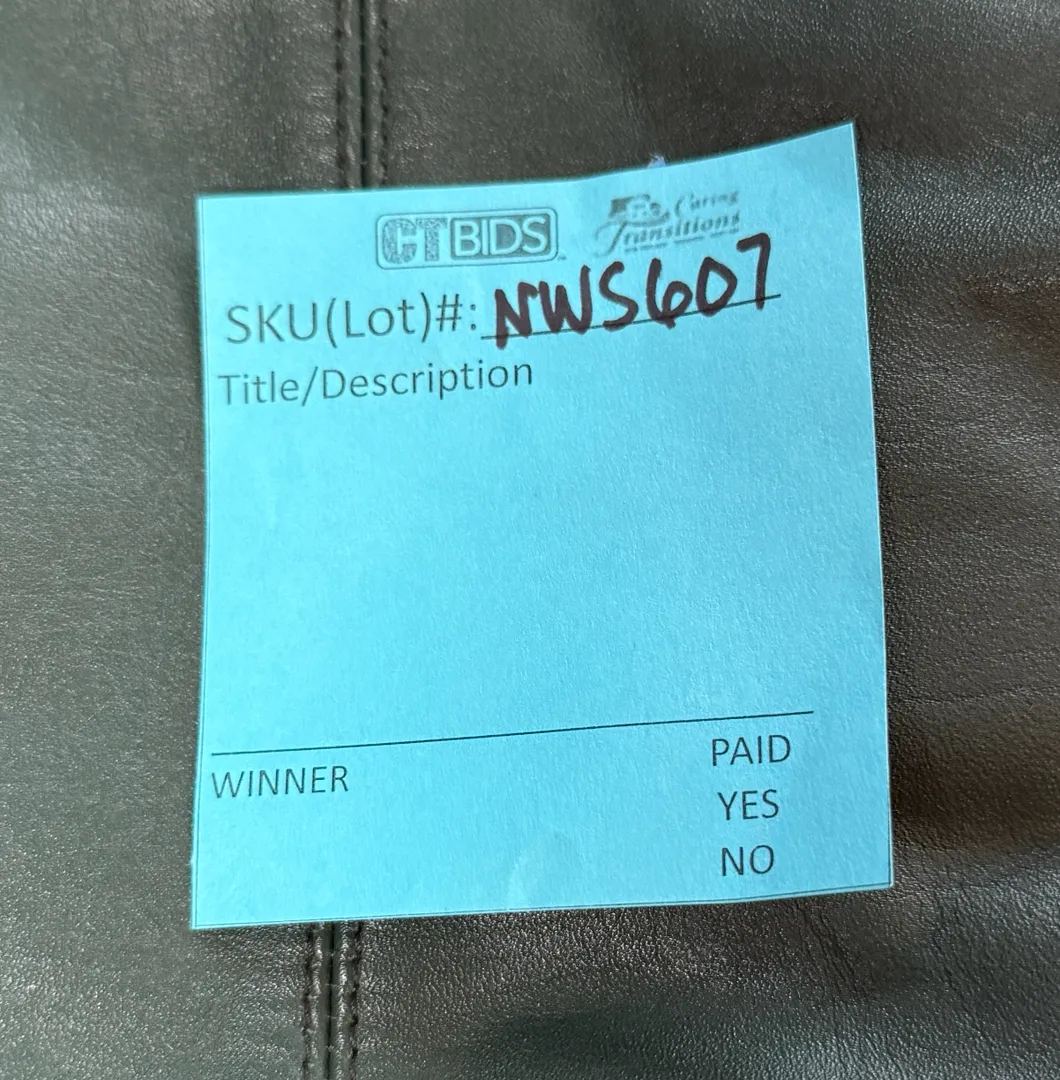 CTBIDS
Caring
Transitions
SKU(Lot)#: NWS607
Title/Description
WINNER
PAID
YES
NO